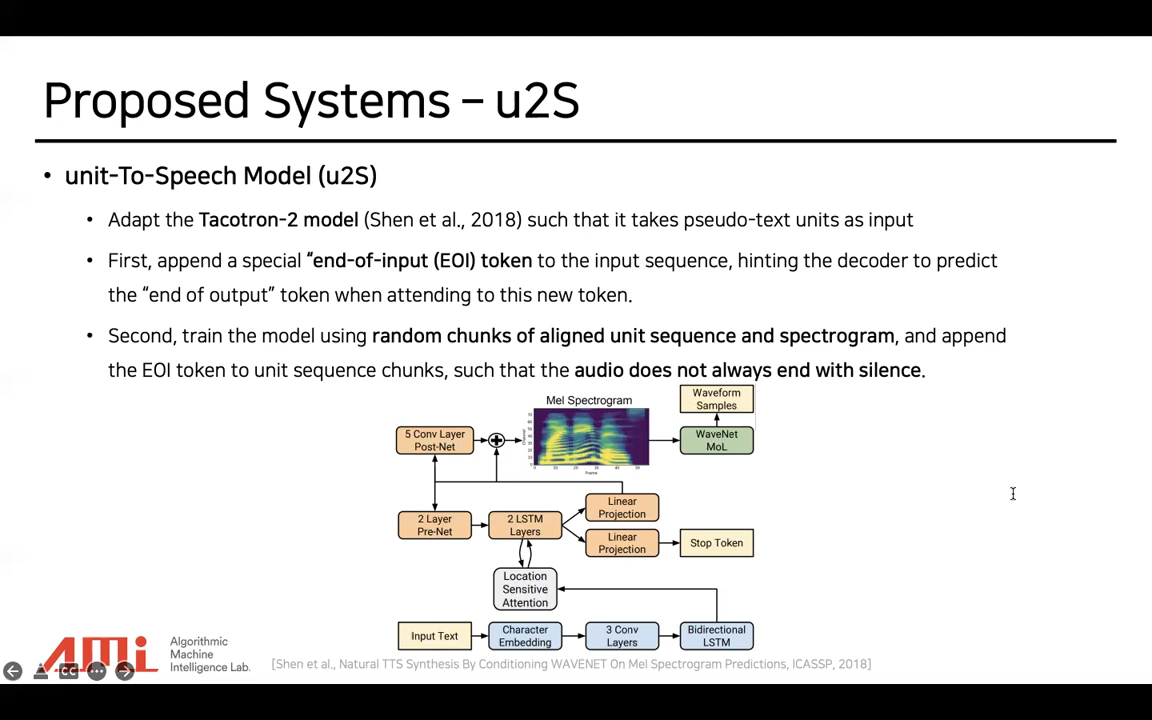 Proposed Systems – u2S
• unit-To-Speech Model (u2S)
• Adapt the Tacotron-2 model (Shen et al., 2018) such that it takes pseudo-text units as input
• First, append a special “end-of-input (EOI) token to the input sequence, hinting the decoder to predict
the “end of output” token when attending to this new token.
• Second, train the model using random chunks of aligned unit sequence and spectrogram, and append
the EOI token to unit sequence chunks, such that the audio does not always end with silence.
Mel Spectrogram
Waveform
Samples
5 Conv Layer
Post-Net
WaveNet
MoL
2 Layer
Pre-Net
2 LSTM
Layers
Linear
Projection
Linear
Projection
Stop Token
Location
Sensitive
Attention
Input Text
Character
Embedding
3 Conv
Layers
Bidirectional
LSTM
AMi
Algorithmic
Machine
Intelligence Lab.
CC
[Shen et al., Natural TTS Synthesis By Conditioning WAVENET On Mel Spectrogram Predictions, ICASSP, 2018]